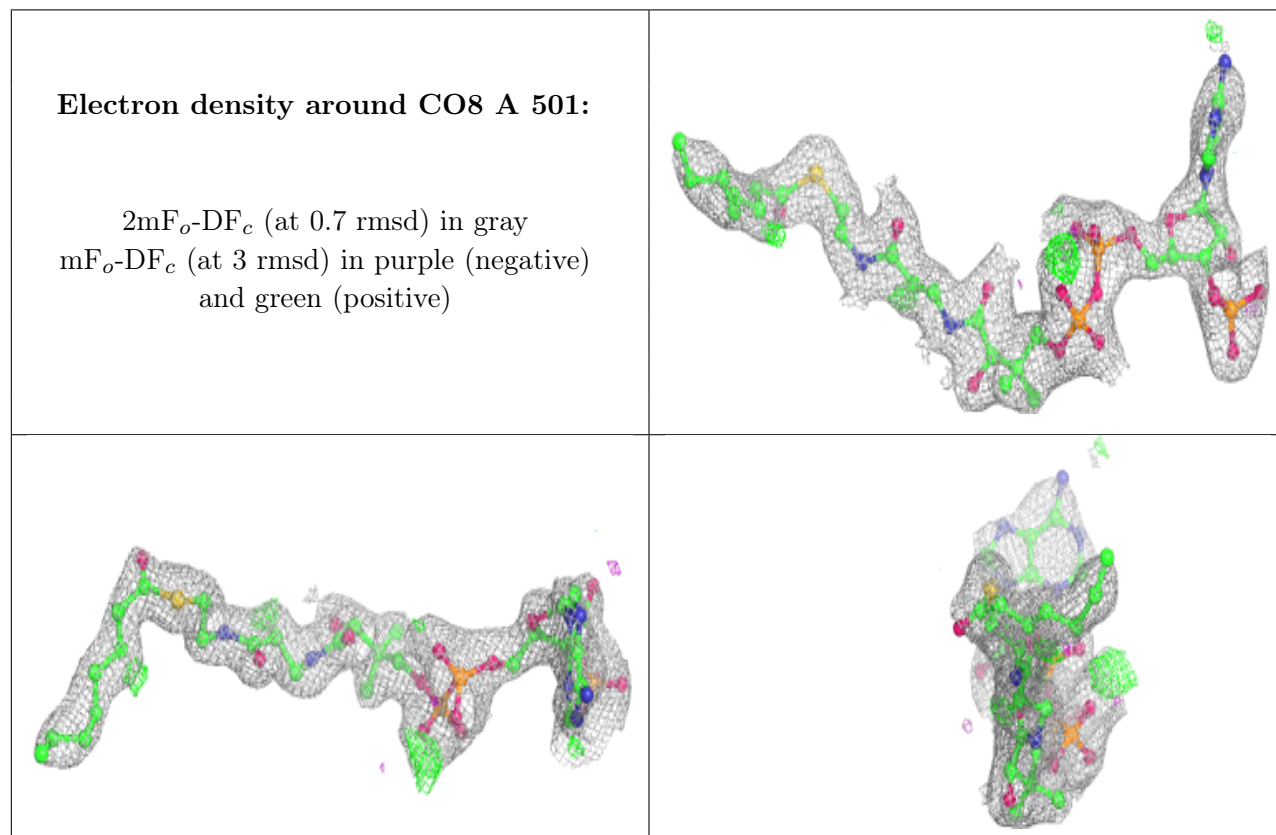 Electron density around CO8 A 501:
2mFo-DFc (at 0.7 rmsd) in gray
mFo-DFc (at 3 rmsd) in purple (negative)
and green (positive)